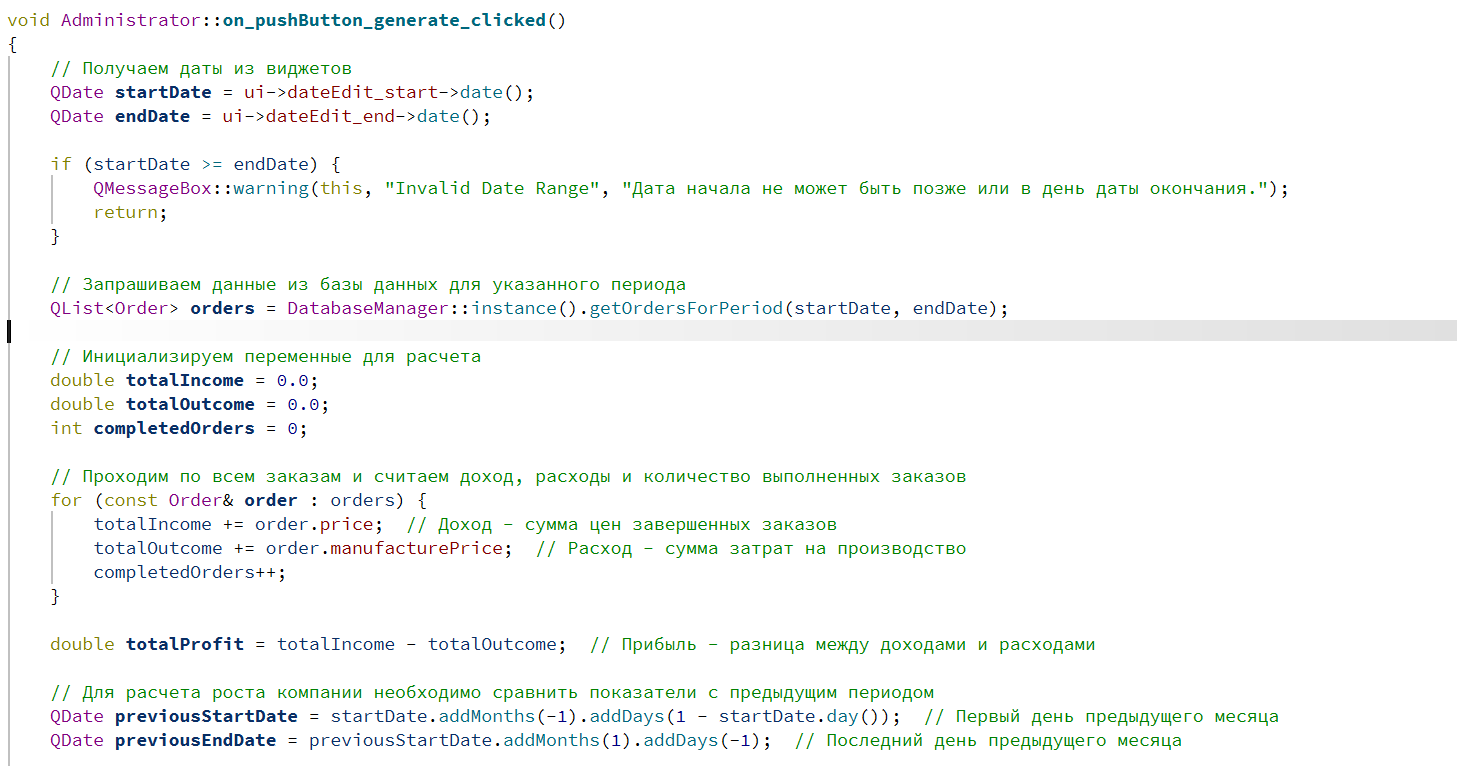 void Administrator::on_pushButton_generate_clicked()
{
    // Получаем даты из виджетов
    QDate startDate = ui->dateEdit_start->date();
    QDate endDate = ui->dateEdit_end->date();

    if (startDate >= endDate) {
        QMessageBox::warning(this, "Invalid Date Range", "Дата начала не может быть позже или в день даты окончания.");
        return;
    }

    // Запрашиваем данные из базы данных для указанного периода
    QList<Order> orders = DatabaseManager::instance().getOrdersForPeriod(startDate, endDate);

    // Инициализируем переменные для расчета
    double totalIncome = 0.0;
    double totalOutcome = 0.0;
    int completedOrders = 0;

    // Проходим по всем заказам и считаем доход, расходы и количество выполненных заказов
    for (const Order& order : orders) {
        totalIncome += order.price;  // Доход - сумма цен завершенных заказов
        totalOutcome += order.manufacturePrice;  // Расход - сумма затрат на производство
        completedOrders++;
    }

    double totalProfit = totalIncome - totalOutcome;  // Прибыль - разница между доходами и расходами

    // Для расчета роста компании необходимо сравнить показатели с предыдущим периодом
    QDate previousStartDate = startDate.addMonths(-1).addDays(1 - startDate.day());  // Первый день предыдущего месяца
    QDate previousEndDate = previousStartDate.addMonths(1).addDays(-1);  // Последний день предыдущего месяца